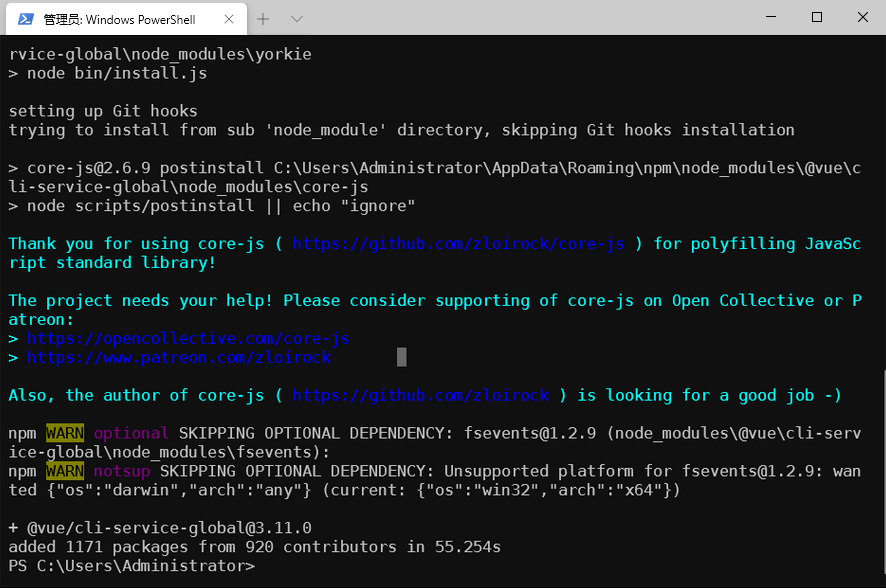 管理员: Windows PowerShell
rvice-global\node_modules\yorkie
> node bin/install.js
setting up Git hooks
trying to install from sub 'node_module' directory, skipping Git hooks installation
> core-js@2.6.9 postinstall C:\Users\Administrator\AppData\Roaming\npm\node_modules\@vue\c
li-service-global\node_modules\core-js
> node scripts/postinstall || echo "ignore"
Thank you for using core-js ( https://github.com/zloirock/core-js ) for polyfilling JavaSc
ript standard library!
The project needs your help! Please consider supporting of core-js on Open Collective or P
atreon:
> https://opencollective.com/core-js
> https://www.patreon.com/zloirock
Also, the author of core-js ( https://github.com/zloirock ) is looking for a good job -)
npm WARN optional SKIPPING OPTIONAL DEPENDENCY: fsevents@1.2.9 (node_modules\@vue\cli-serv
ice-global\node_modules\fsevents):
npm WARN notsup SKIPPING OPTIONAL DEPENDENCY: Unsupported platform for fsevents@1.2.9: wan
ted {"os":"darwin","arch":"any"} (current: {"os":"win32","arch":"x64"})
+ @vue/cli-service-global@3.11.0
added 1171 packages from 920 contributors in 55.254s
PS C:\Users\Administrator>